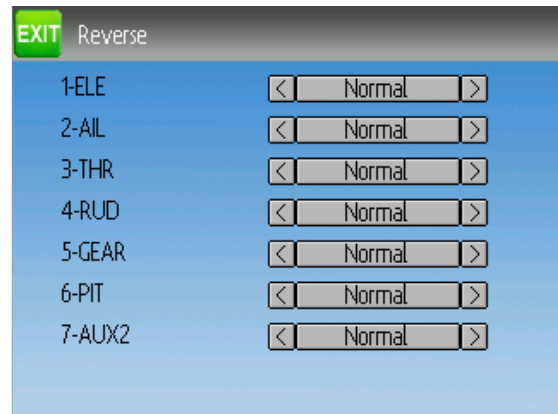 EXIT Reverse
1-ELE < Normal >
2-AIL < Normal >
3-THR < Normal >
4-RUD < Normal >
5-GEAR < Normal >
6-PIT < Normal >
7-AUX2 < Normal >